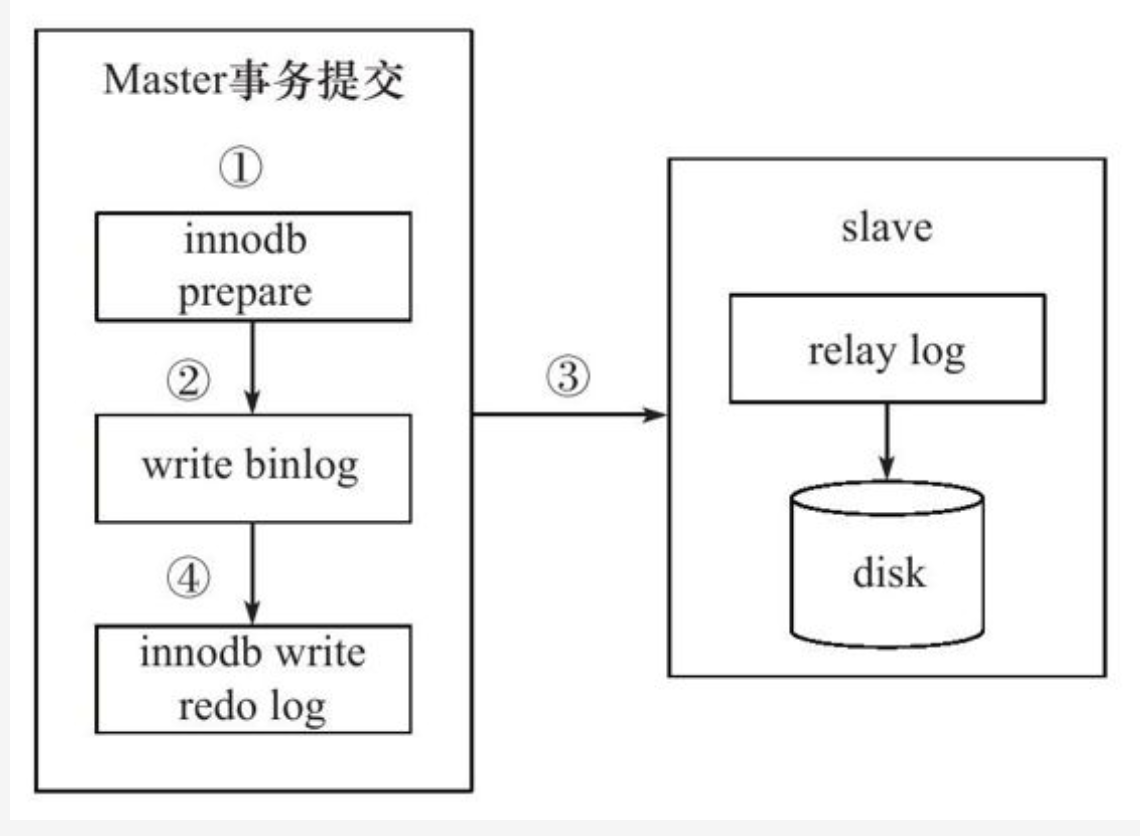 Master事务提交
①
innodb
prepare
②
write binlog
④
innodb write
redo log
③
slave
relay log
disk